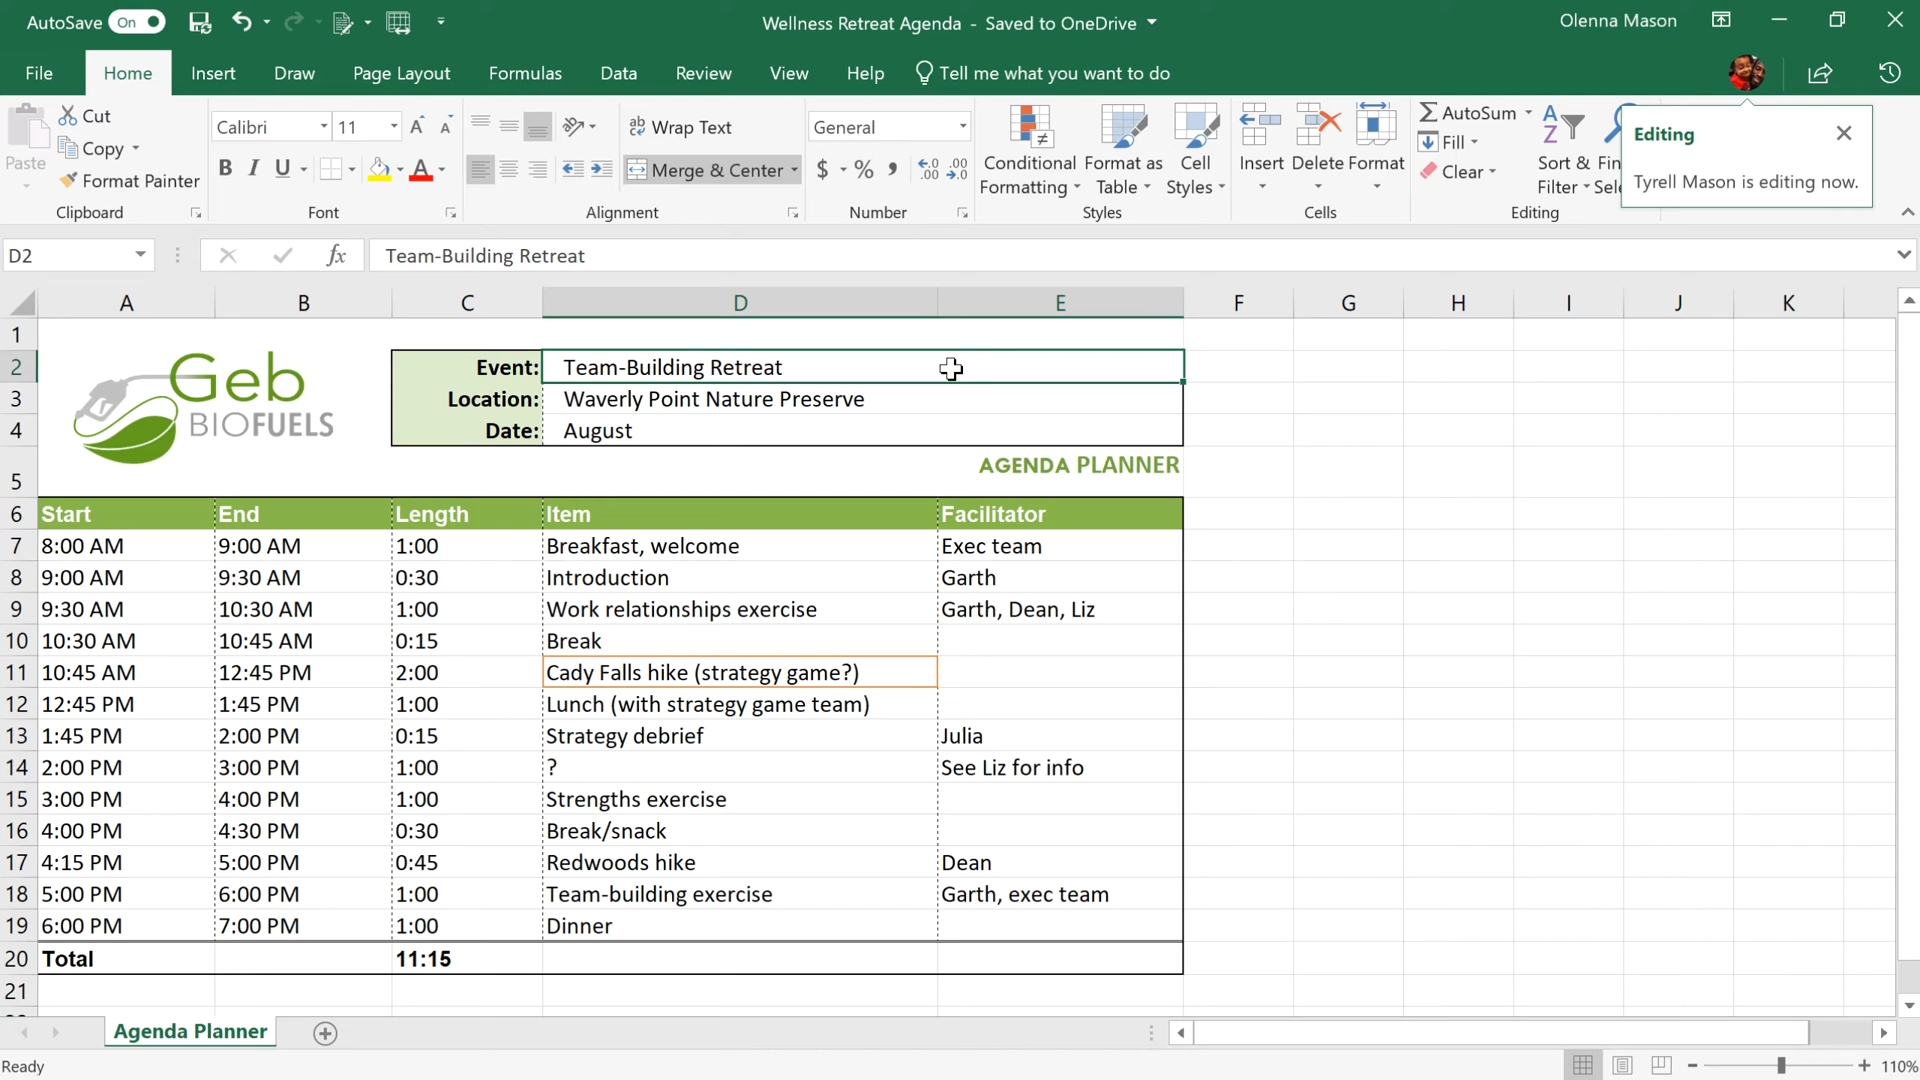 AutoSave On
Wellness Retreat Agenda - Saved to OneDrive
Olenna Mason
File Home Insert Draw Page Layout Formulas Data Review View Help Tell me what you want to do
Cut
Copy
Format Painter
Paste
Clipboard
Calibri 11
B I U A
Font
Wrap Text
Merge & Center
Alignment
General
$ % ,
Number
Conditional Formatting
Format as Table
Cell Styles
Styles
Insert Delete Format
Cells
AutoSum
Fill
Clear
Sort & Filter
Editing
Editing
Tyrell Mason is editing now.
D2 fx Team-Building Retreat
A B C D E F G H I J K
1
Geb
BIOFUELS
2 Event: Team-Building Retreat
3 Location: Waverly Point Nature Preserve
4 Date: August
5 AGENDA PLANNER
6 Start End Length Item Facilitator
7 8:00 AM 9:00 AM 1:00 Breakfast, welcome Exec team
8 9:00 AM 9:30 AM 0:30 Introduction Garth
9 9:30 AM 10:30 AM 1:00 Work relationships exercise Garth, Dean, Liz
10 10:30 AM 10:45 AM 0:15 Break
11 10:45 AM 12:45 PM 2:00 Cady Falls hike (strategy game?)
12 12:45 PM 1:45 PM 1:00 Lunch (with strategy game team)
13 1:45 PM 2:00 PM 0:15 Strategy debrief Julia
14 2:00 PM 3:00 PM 1:00 ? See Liz for info
15 3:00 PM 4:00 PM 1:00 Strengths exercise
16 4:00 PM 4:30 PM 0:30 Break/snack
17 4:15 PM 5:00 PM 0:45 Redwoods hike Dean
18 5:00 PM 6:00 PM 1:00 Team-building exercise Garth, exec team
19 6:00 PM 7:00 PM 1:00 Dinner
20 Total 11:15
21
Agenda Planner
Ready
110%